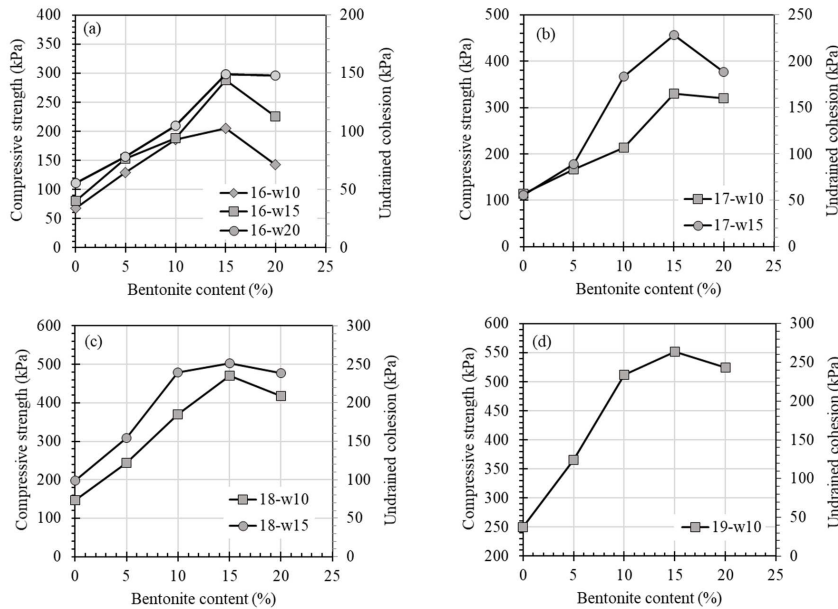 (a)
Compressive strength (kPa)
400
350
300
250
200
150
100
50
0
200
150
100
50
0
Undrained cohesion (kPa)
16-w10
16-w15
16-w20
0 5 10 15 20 25
Bentonite content (%)
(b)
Compressive strength (kPa)
500
400
300
200
100
0
250
200
150
100
50
0
Undrained cohesion (kPa)
17-w10
17-w15
0 5 10 15 20 25
Bentonite content (%)
(c)
Compressive strength (kPa)
600
500
400
300
200
100
0
300
250
200
150
100
50
0
Undrained cohesion (kPa)
18-w10
18-w15
0 5 10 15 20 25
Bentonite content (%)
(d)
Compressive strength (kPa)
600
550
500
450
400
350
300
250
200
300
250
200
150
100
50
0
Undrained cohesion (kPa)
19-w10
0 5 10 15 20 25
Bentonite content (%)